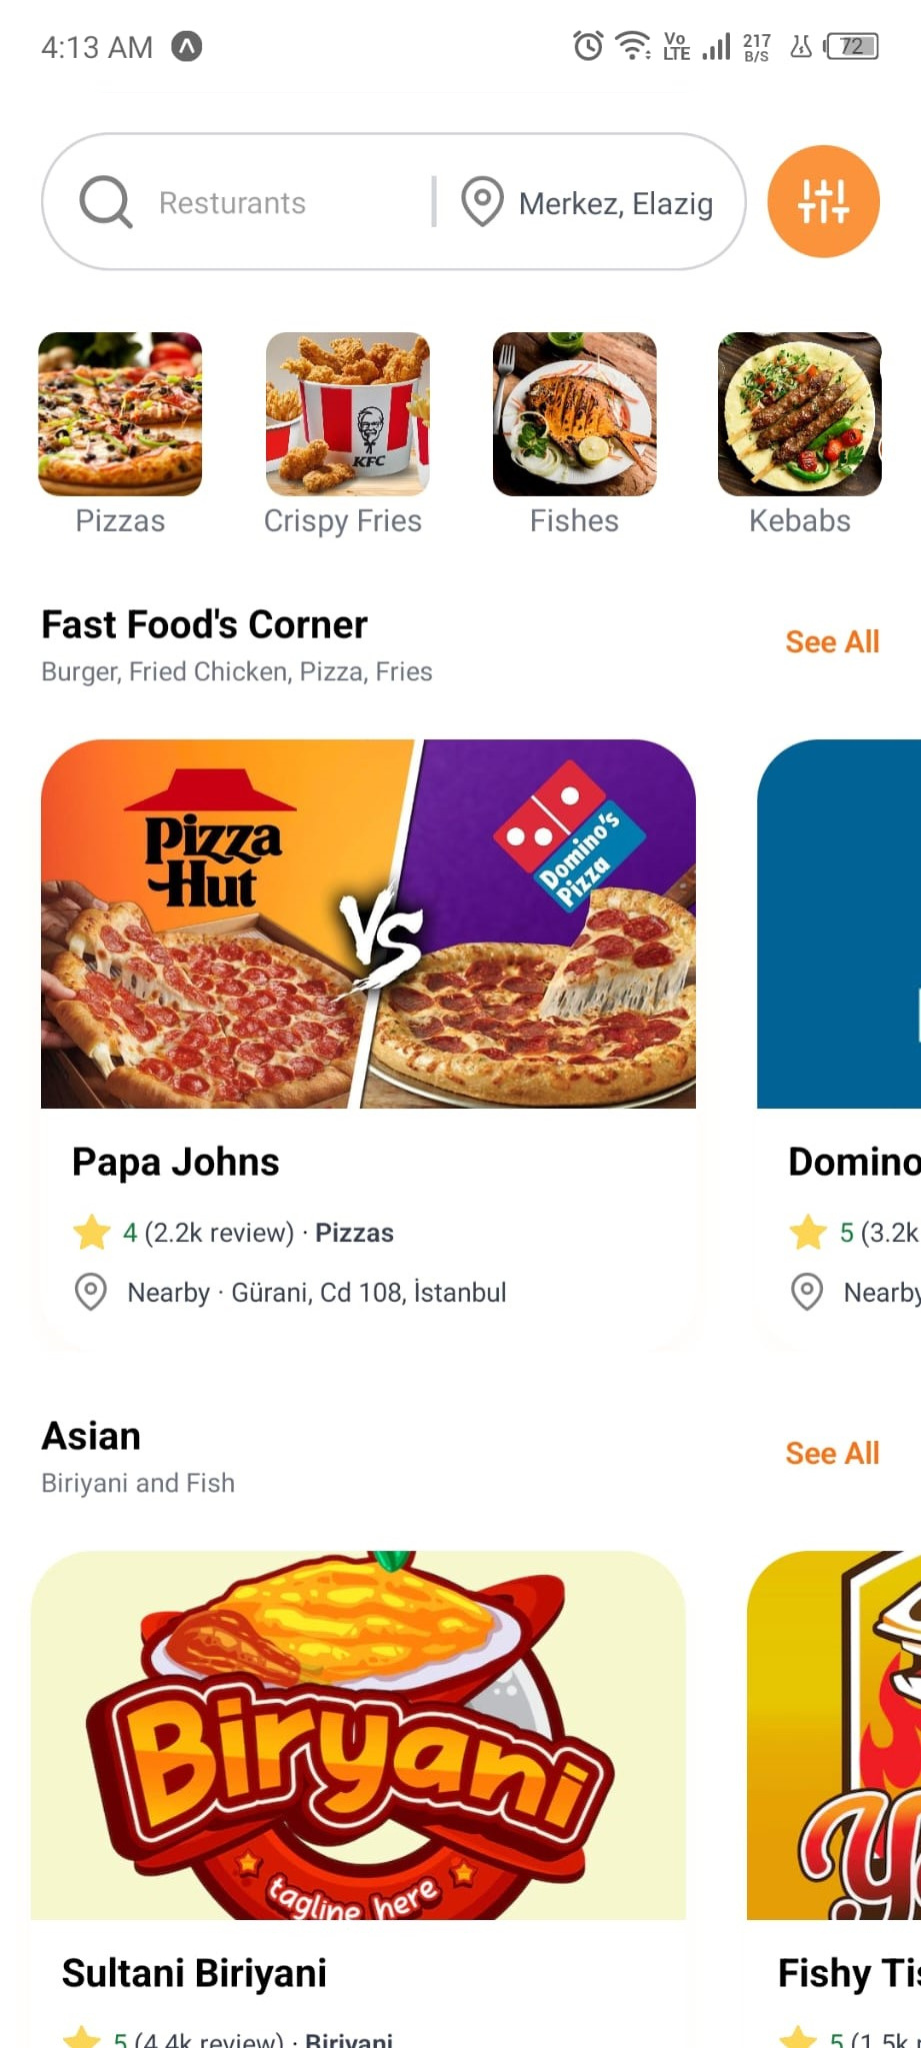 4:13 AM
Vo LTE
217 B/S
72
Resturants
Merkez, Elazig
KFC
Pizzas
Crispy Fries
Fishes
Kebabs
Fast Food's Corner
See All
Burger, Fried Chicken, Pizza, Fries
Pizza
Hut
VS
Domino's
Pizza
Papa Johns
Domino
4 (2.2k review) · Pizzas
5 (3.2k
Nearby · Gürani, Cd 108, İstanbul
Nearby
Asian
See All
Biriyani and Fish
Biryani
tagline here
Sultani Biriyani
Fishy Tis
5 (4.4k review) · Biriyani
5 (1.5k